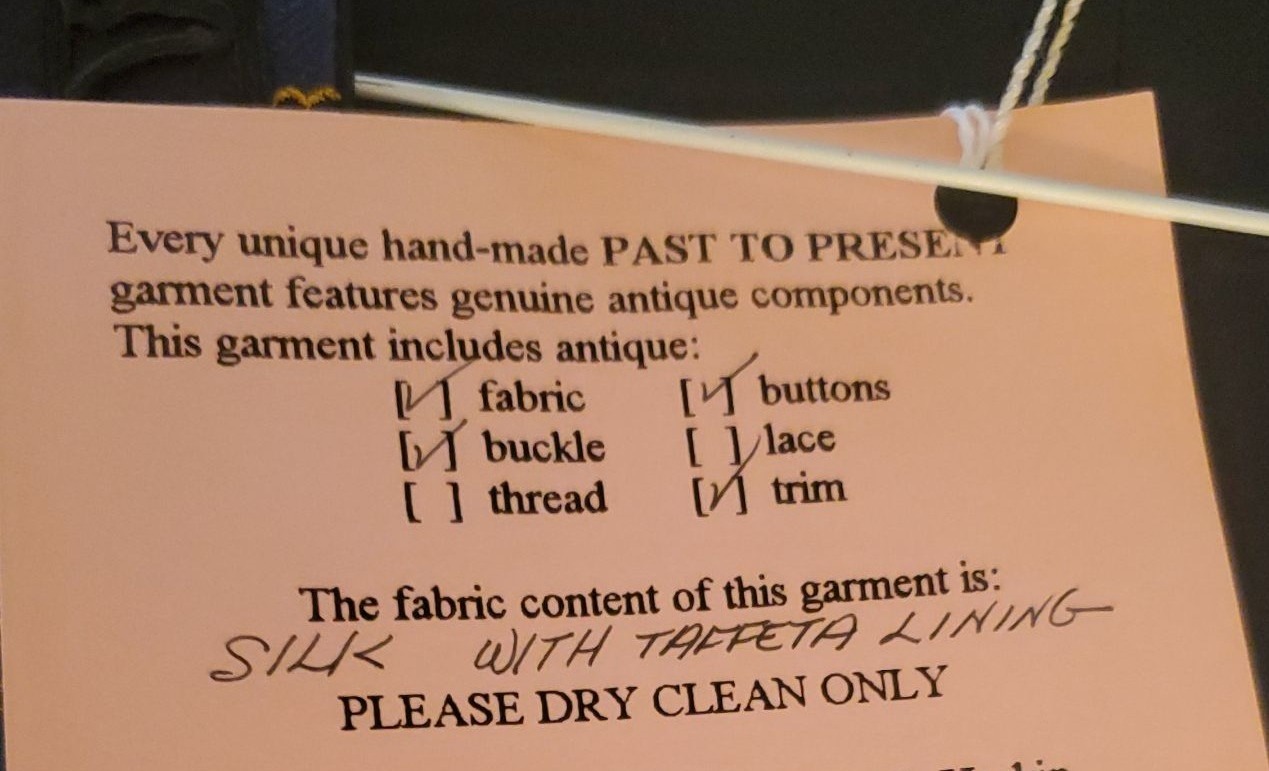 Every unique hand-made PAST TO PRESENT
garment features genuine antique components.
This garment includes antique:
[✓] fabric [✓] buttons
[✓] buckle [ ] lace
[ ] thread [✓] trim
The fabric content of this garment is:
SILK WITH TAFFETA LINING
PLEASE DRY CLEAN ONLY